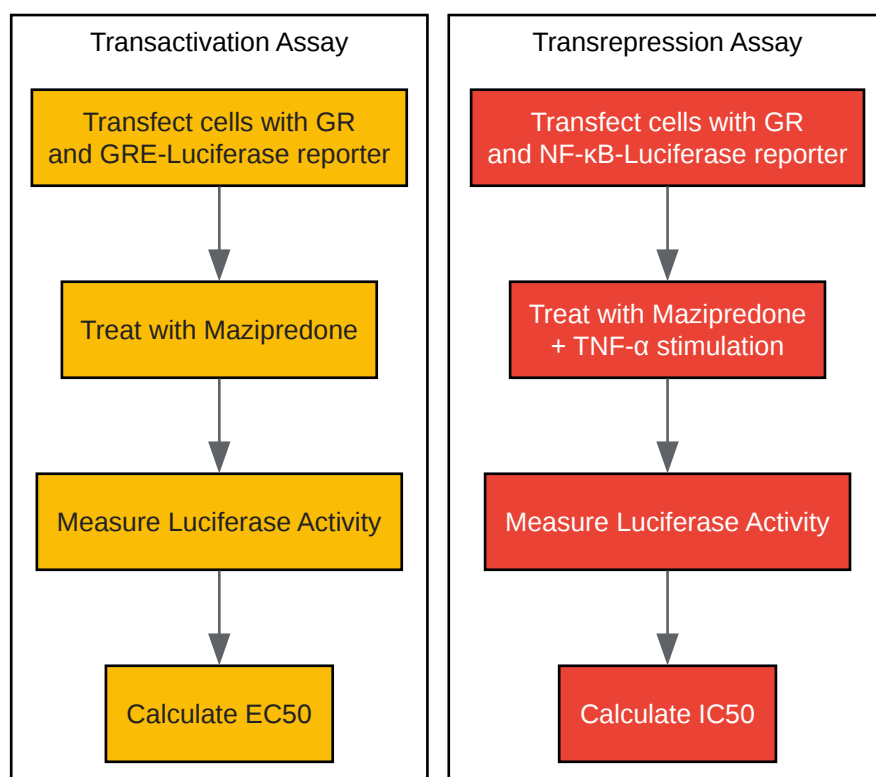 Transactivation Assay
Transfect cells with GR
and GRE-Luciferase reporter
Treat with Mazipredone
Measure Luciferase Activity
Calculate EC50
Transrepression Assay
Transfect cells with GR
and NF-κB-Luciferase reporter
Treat with Mazipredone
+ TNF-α stimulation
Measure Luciferase Activity
Calculate IC50